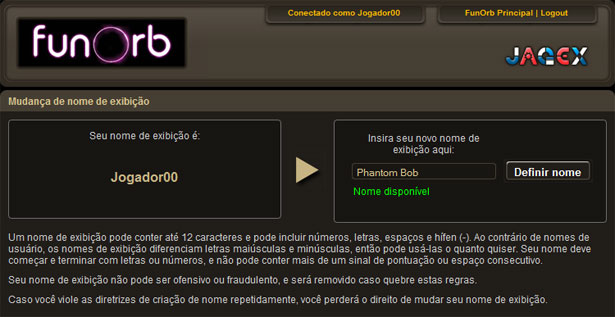 funOrb
Conectado como Jogador00
FunOrb Principal | Logout
JAGEX
Mudança de nome de exibição
Seu nome de exibição é:
Jogador00
Insira seu novo nome de
exibição aqui:
Phantom Bob
Definir nome
Nome disponível
Um nome de exibição pode conter até 12 caracteres e pode incluir números, letras, espaços e hífen (-). Ao contrário de nomes de
usuário, os nomes de exibição diferenciam letras maiúsculas e minúsculas, então pode usá-las o quanto quiser. Seu nome deve
começar e terminar com letras ou números, e não pode conter mais de um sinal de pontuação ou espaço consecutivo.
Seu nome de exibição não pode ser ofensivo ou fraudulento, e será removido caso quebre estas regras.
Caso você viole as diretrizes de criação de nome repetidamente, você perderá o direito de mudar seu nome de exibição.